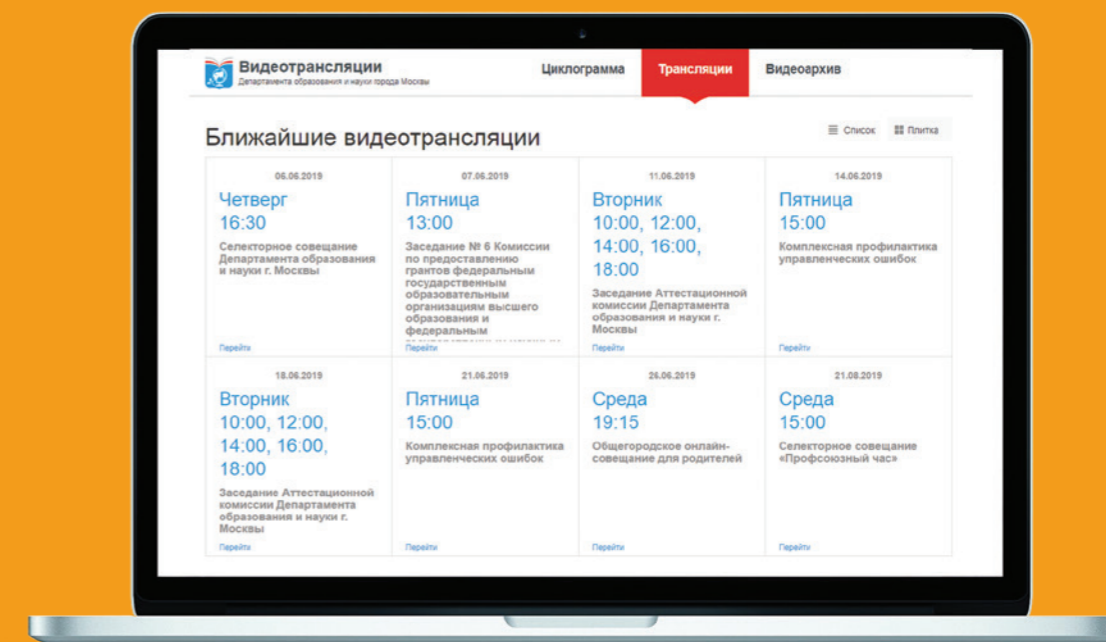 Видеотрансляции
Департамента образования и науки города Москвы
Циклограмма
Трансляции
Видеоархив
Ближайшие видеотрансляции
Список
Плитка
06.06.2019
Четверг
16:30
Селекторное совещание
Департамента образования
и науки г. Москвы
Перейти
07.06.2019
Пятница
13:00
Заседание № 6 Комиссии
по предоставлению
грантов федеральным
государственным
образовательным
организациям высшего
образования и
федеральным
Перейти
11.06.2019
Вторник
10:00, 12:00,
14:00, 16:00,
18:00
Заседание Аттестационной
комиссии Департамента
образования и науки г.
Москвы
Перейти
14.06.2019
Пятница
15:00
Комплексная профилактика
управленческих ошибок
Перейти
18.06.2019
Вторник
10:00, 12:00,
14:00, 16:00,
18:00
Заседание Аттестационной
комиссии Департамента
образования и науки г.
Москвы
Перейти
21.06.2019
Пятница
15:00
Комплексная профилактика
управленческих ошибок
Перейти
26.06.2019
Среда
19:15
Общегородское онлайн-
совещание для родителей
Перейти
21.08.2019
Среда
15:00
Селекторное совещание
«Профсоюзный час»
Перейти